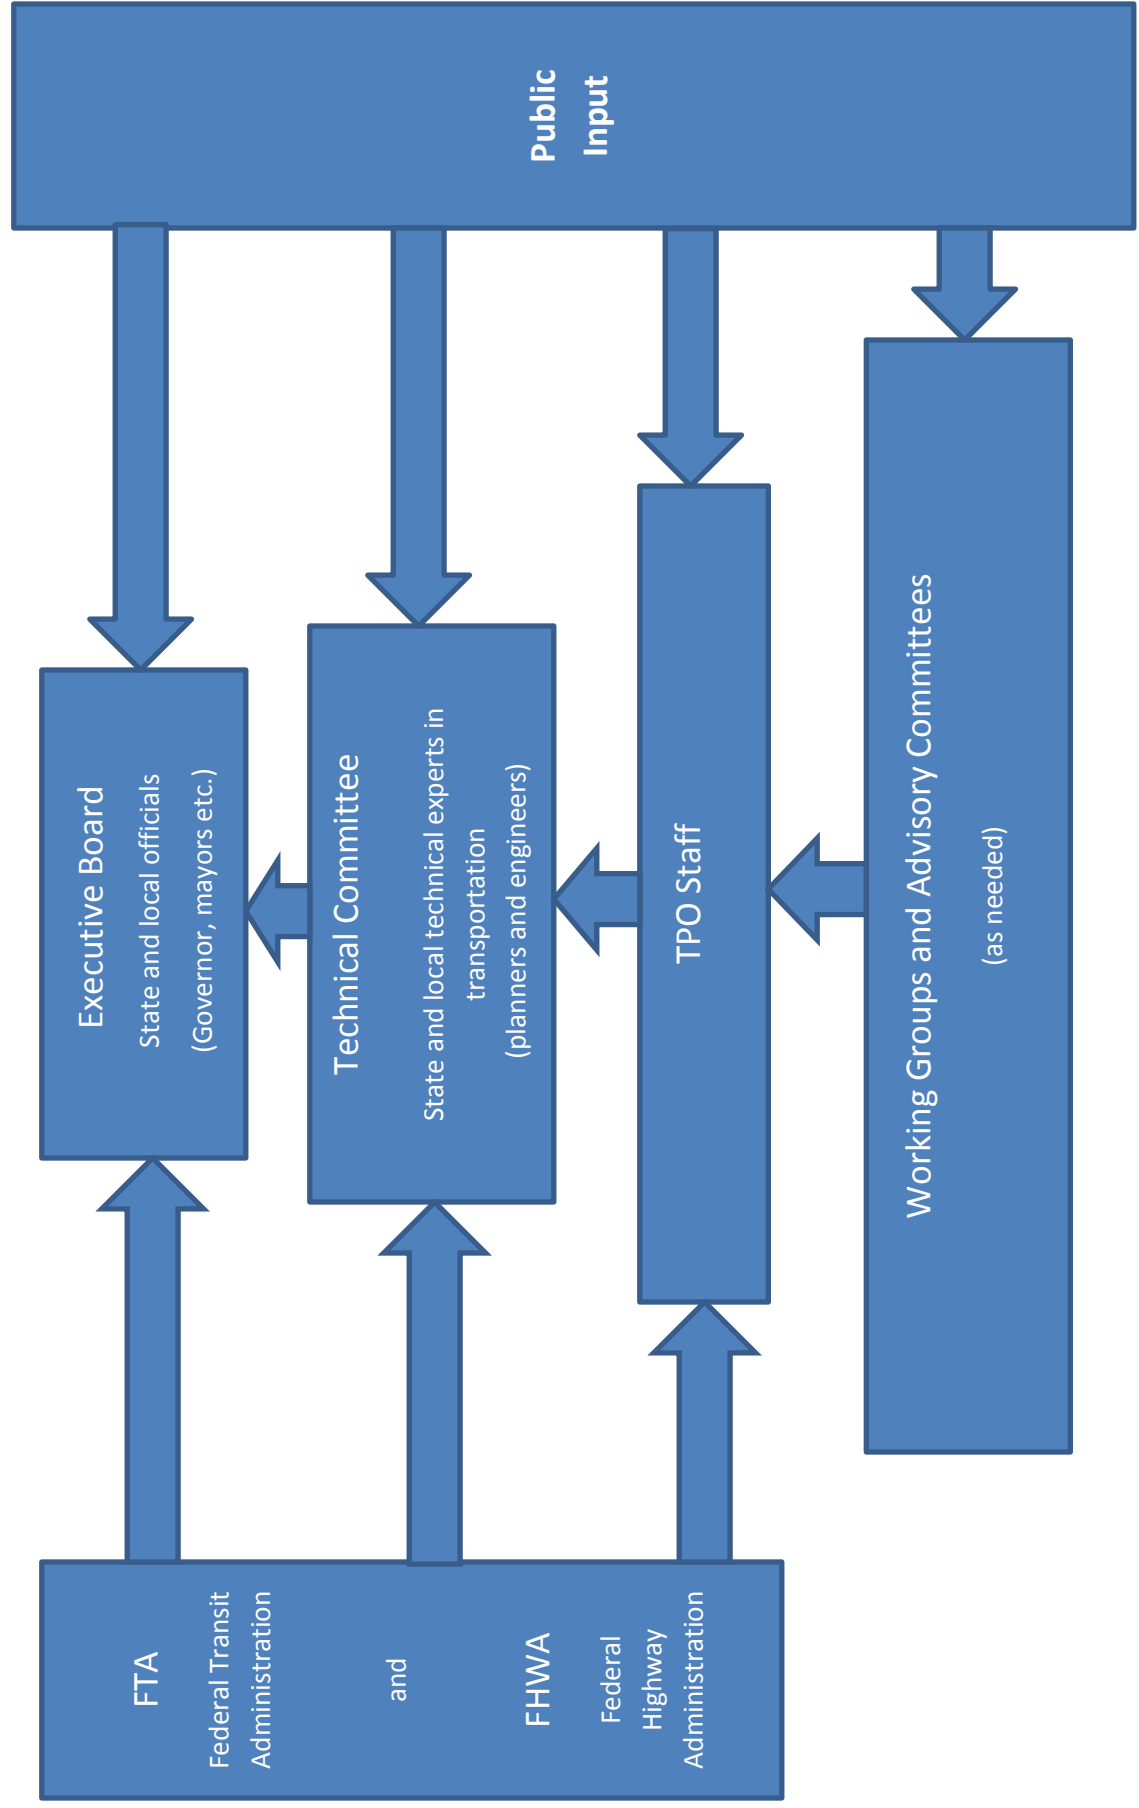 FTA
Federal Transit
Administration
and
FHWA
Federal
Highway
Administration
Executive Board
State and local officials
(Governor, mayors etc.)
Technical Committee
State and local technical experts in
transportation
(planners and engineers)
TPO Staff
Working Groups and Advisory Committees
(as needed)
Public
Input